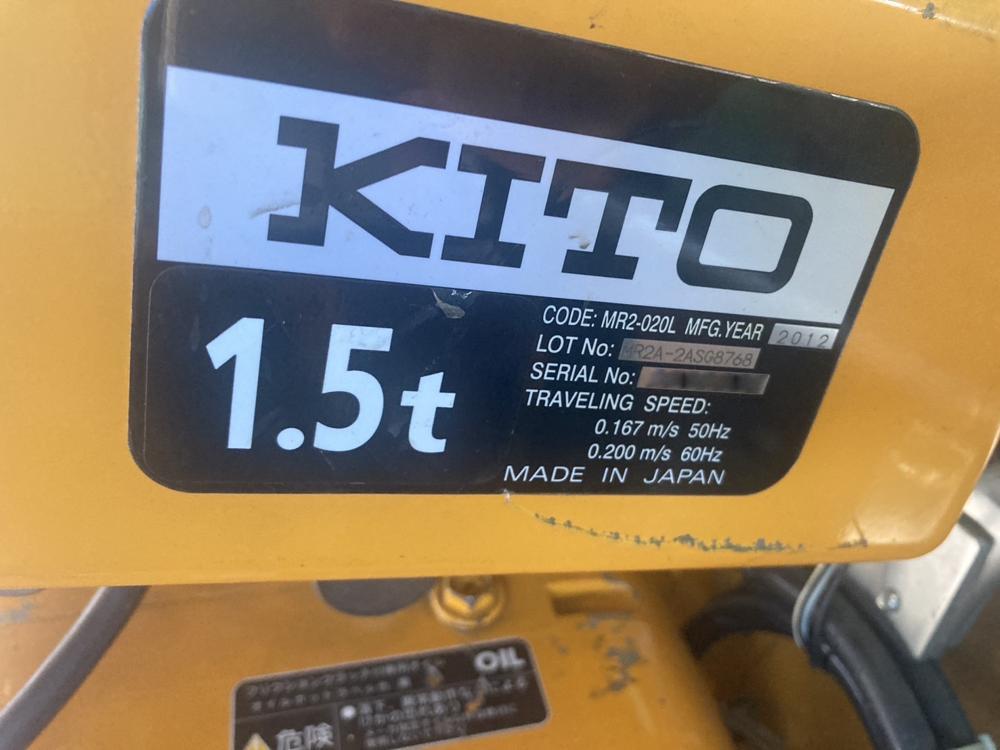 KITO
1.5t
CODE: MR2-020L MFG.YEAR 2012
LOT No: MR2A-2ASG8768
SERIAL No:
TRAVELING SPEED:
0.167 m/s 50Hz
0.200 m/s 60Hz
MADE IN JAPAN
OIL
危険